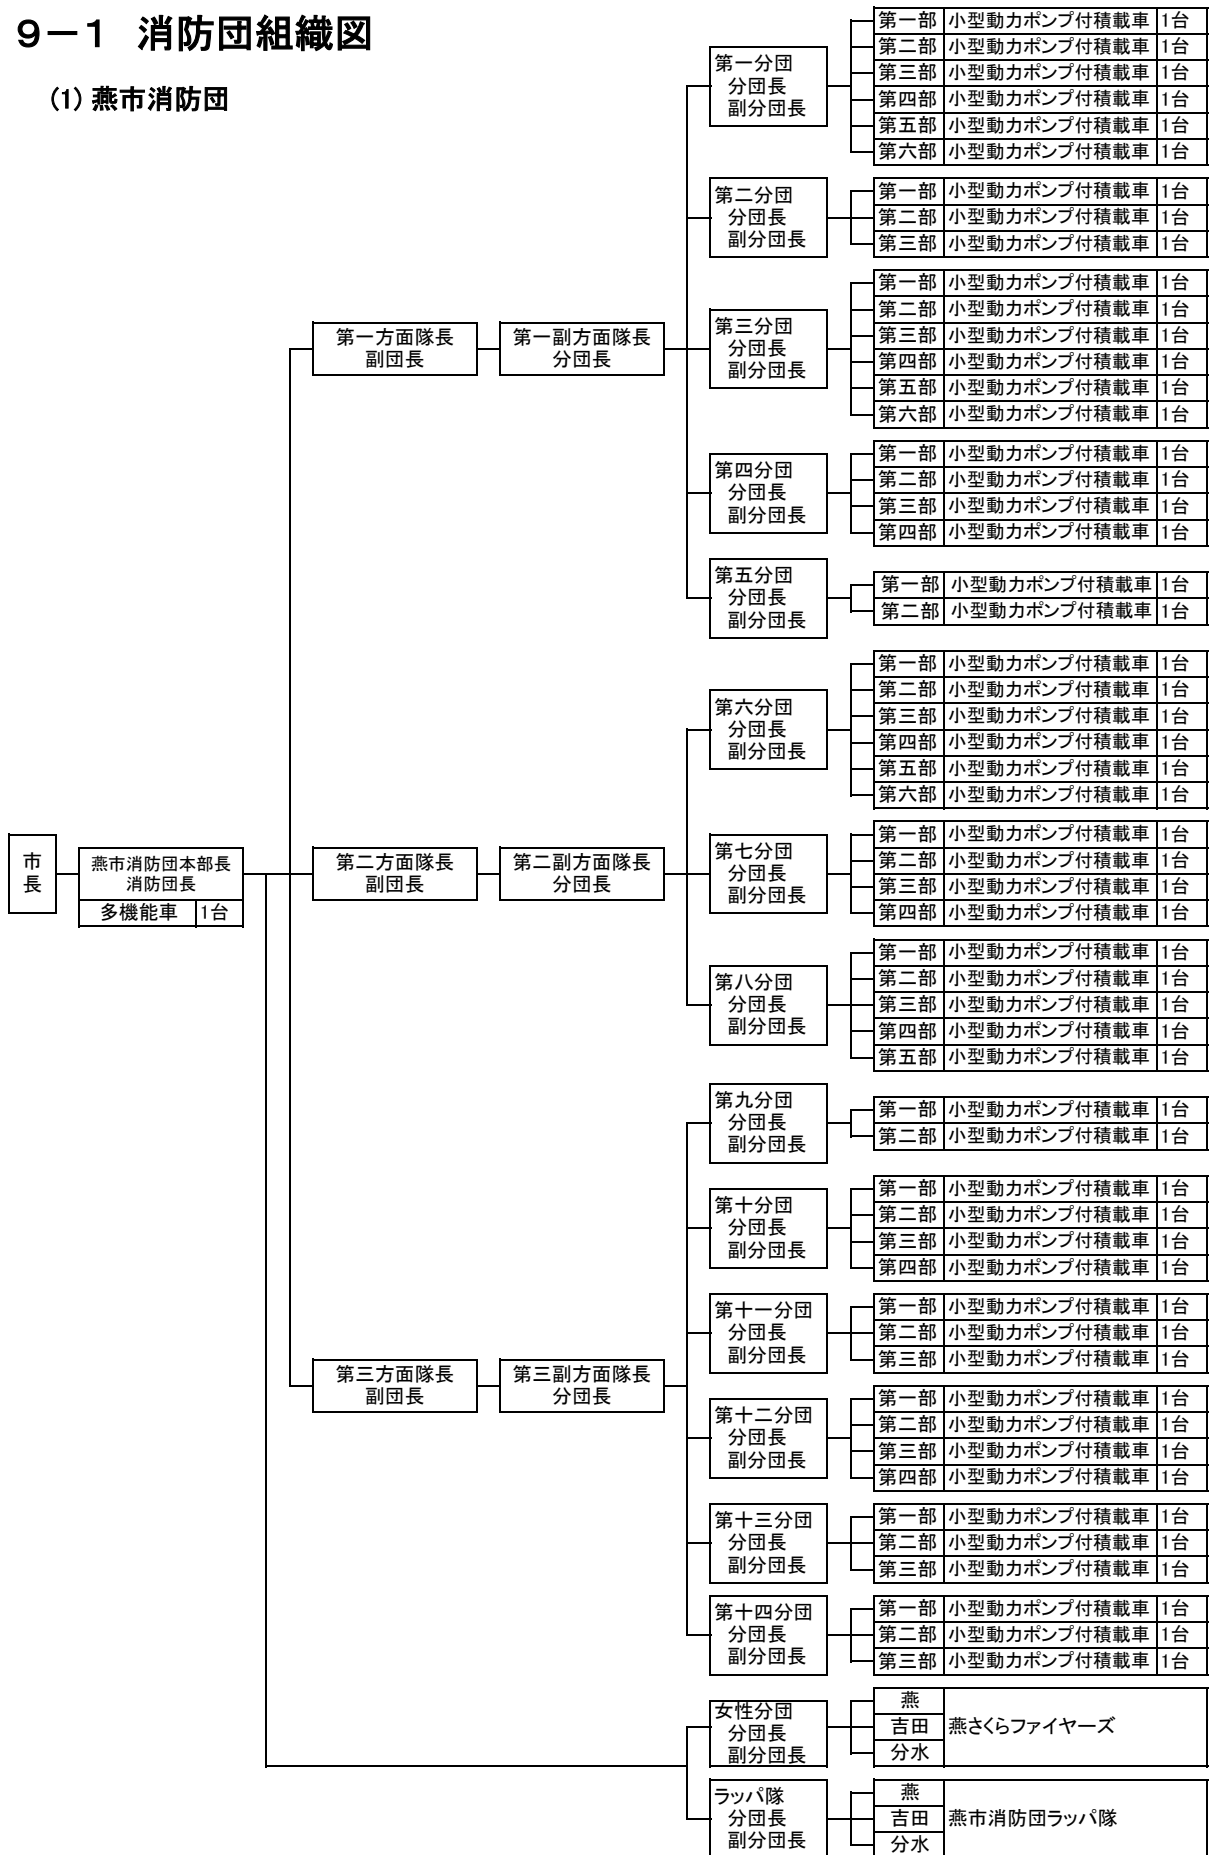 9－1 消防団組織図
(1) 燕市消防団
市長
燕市消防団本部長
消防団長
多機能車 1台
第一方面隊長
副団長
第一副方面隊長
分団長
第一分団
分団長
副分団長
第一部 小型動力ポンプ付積載車 1台
第二部 小型動力ポンプ付積載車 1台
第三部 小型動力ポンプ付積載車 1台
第四部 小型動力ポンプ付積載車 1台
第五部 小型動力ポンプ付積載車 1台
第六部 小型動力ポンプ付積載車 1台
第二分団
分団長
副分団長
第一部 小型動力ポンプ付積載車 1台
第二部 小型動力ポンプ付積載車 1台
第三部 小型動力ポンプ付積載車 1台
第三分団
分団長
副分団長
第一部 小型動力ポンプ付積載車 1台
第二部 小型動力ポンプ付積載車 1台
第三部 小型動力ポンプ付積載車 1台
第四部 小型動力ポンプ付積載車 1台
第五部 小型動力ポンプ付積載車 1台
第六部 小型動力ポンプ付積載車 1台
第四分団
分団長
副分団長
第一部 小型動力ポンプ付積載車 1台
第二部 小型動力ポンプ付積載車 1台
第三部 小型動力ポンプ付積載車 1台
第四部 小型動力ポンプ付積載車 1台
第五分団
分団長
副分団長
第一部 小型動力ポンプ付積載車 1台
第二部 小型動力ポンプ付積載車 1台
第二方面隊長
副団長
第二副方面隊長
分団長
第六分団
分団長
副分団長
第一部 小型動力ポンプ付積載車 1台
第二部 小型動力ポンプ付積載車 1台
第三部 小型動力ポンプ付積載車 1台
第四部 小型動力ポンプ付積載車 1台
第五部 小型動力ポンプ付積載車 1台
第六部 小型動力ポンプ付積載車 1台
第七分団
分団長
副分団長
第一部 小型動力ポンプ付積載車 1台
第二部 小型動力ポンプ付積載車 1台
第三部 小型動力ポンプ付積載車 1台
第四部 小型動力ポンプ付積載車 1台
第八分団
分団長
副分団長
第一部 小型動力ポンプ付積載車 1台
第二部 小型動力ポンプ付積載車 1台
第三部 小型動力ポンプ付積載車 1台
第四部 小型動力ポンプ付積載車 1台
第五部 小型動力ポンプ付積載車 1台
第三方面隊長
副団長
第三副方面隊長
分団長
第九分団
分団長
副分団長
第一部 小型動力ポンプ付積載車 1台
第二部 小型動力ポンプ付積載車 1台
第十分団
分団長
副分団長
第一部 小型動力ポンプ付積載車 1台
第二部 小型動力ポンプ付積載車 1台
第三部 小型動力ポンプ付積載車 1台
第四部 小型動力ポンプ付積載車 1台
第十一分団
分団長
副分団長
第一部 小型動力ポンプ付積載車 1台
第二部 小型動力ポンプ付積載車 1台
第三部 小型動力ポンプ付積載車 1台
第十二分団
分団長
副分団長
第一部 小型動力ポンプ付積載車 1台
第二部 小型動力ポンプ付積載車 1台
第三部 小型動力ポンプ付積載車 1台
第四部 小型動力ポンプ付積載車 1台
第十三分団
分団長
副分団長
第一部 小型動力ポンプ付積載車 1台
第二部 小型動力ポンプ付積載車 1台
第三部 小型動力ポンプ付積載車 1台
第十四分団
分団長
副分団長
第一部 小型動力ポンプ付積載車 1台
第二部 小型動力ポンプ付積載車 1台
第三部 小型動力ポンプ付積載車 1台
女性分団
分団長
副分団長
燕
吉田 燕さくらファイヤーズ
分水
ラッパ隊
分団長
副分団長
燕
吉田 燕市消防団ラッパ隊
分水